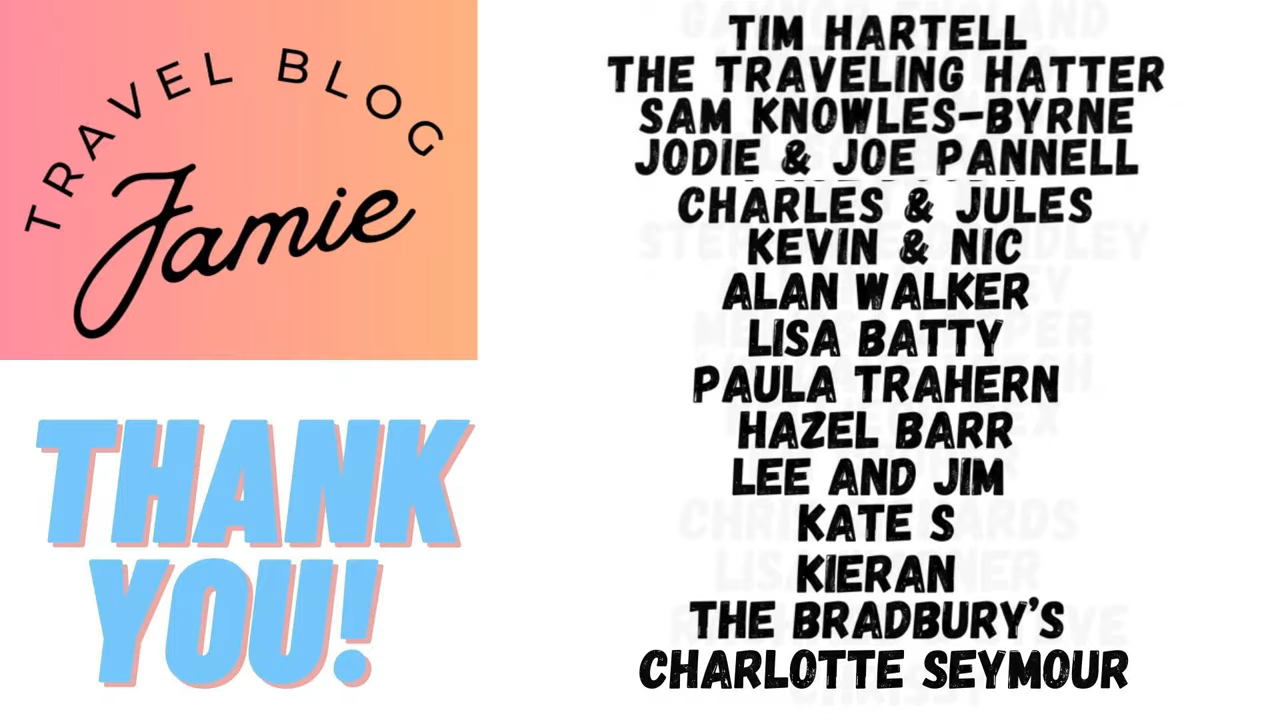 TRAVEL BLOG
Jamie
THANK
YOU!
TIM HARTELL
THE TRAVELING HATTER
SAM KNOWLES-BYRNE
JODIE & JOE PANNELL
CHARLES & JULES
KEVIN & NIC
ALAN WALKER
LISA BATTY
PAULA TRAHERN
HAZEL BARR
LEE AND JIM
KATE S
KIERAN
THE BRADBURY'S
CHARLOTTE SEYMOUR